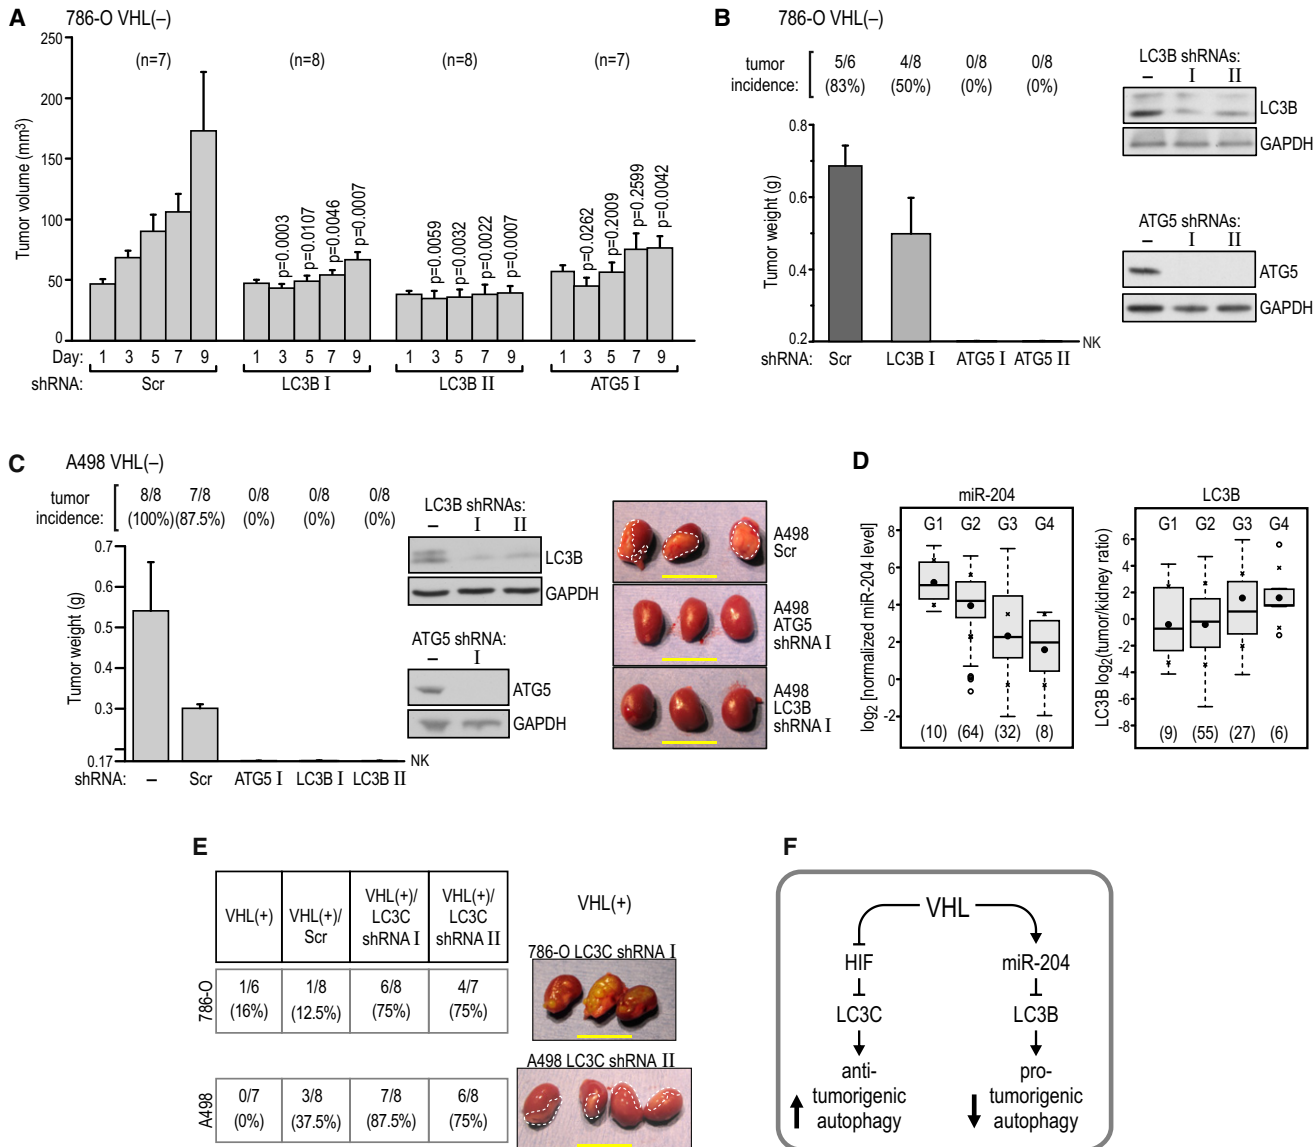 A
786-O VHL(–)
250
200
150
100
50
0
Tumor volume (mm³)
(n=7)
(n=8)
(n=8)
(n=7)
p=0.0003
p=0.0107
p=0.0046
p=0.0007
p=0.0059
p=0.0032
p=0.0022
p=0.0007
p=0.0262
p=0.2009
p=0.2599
p=0.0042
Day: 1 3 5 7 9 1 3 5 7 9 1 3 5 7 9 1 3 5 7 9
shRNA: Scr LC3B I LC3B II ATG5 I
B
786-O VHL(–)
tumor incidence:
5/6 4/8 0/8 0/8
(83%) (50%) (0%) (0%)
0.8
0.6
0.4
0.2
Tumor weight (g)
NK
shRNA: Scr LC3B I ATG5 I ATG5 II
LC3B shRNAs:
– I II
LC3B
GAPDH
ATG5 shRNAs:
– I II
ATG5
GAPDH
C
A498 VHL(–)
tumor incidence:
8/8 7/8 0/8 0/8 0/8
(100%) (87.5%) (0%) (0%) (0%)
0.7
0.6
0.5
0.4
0.3
0.17
Tumor weight (g)
NK
shRNA: – Scr ATG5 I LC3B I LC3B II
LC3B shRNAs:
– I II
LC3B
GAPDH
ATG5 shRNA:
– I
ATG5
GAPDH
A498
Scr
A498
ATG5
shRNA I
A498
LC3B
shRNA I
D
miR-204
G1 G2 G3 G4
8
6
4
2
0
-2
log₂ [normalized miR-204 level]
(10) (64) (32) (8)
LC3B
G1 G2 G3 G4
6
4
2
0
-2
-4
-6
-8
LC3B log₂(tumor/kidney ratio)
(9) (55) (27) (6)
E
VHL(+)
VHL(+)/
Scr
VHL(+)/
LC3C
shRNA I
VHL(+)/
LC3C
shRNA II
786-O
1/6 1/8 6/8 4/7
(16%) (12.5%) (75%) (75%)
A498
0/7 3/8 7/8 6/8
(0%) (37.5%) (87.5%) (75%)
VHL(+)
786-O LC3C shRNA I
A498 LC3C shRNA II
F
VHL
HIF
LC3C
anti-
tumorigenic
autophagy
miR-204
LC3B
pro-
tumorigenic
autophagy